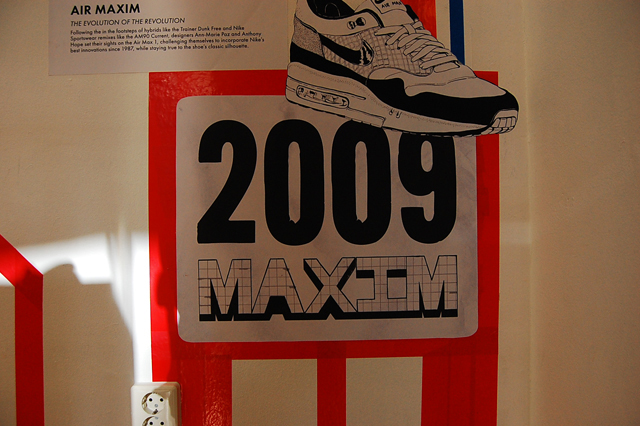 AIR MAXIM
THE EVOLUTION OF THE REVOLUTION
Following the in the footsteps of hybrids like the Trainer Dunk Free and Nike
Sportswear remixes like the AM90 Current, designers Ann-Marie Paz and Anthony
Hope set their sights on the Air Max 1, challenging themselves to incorporate Nike's
best innovations since 1987, while staying true to the shoe's classic silhouette.
2009
MAXIM